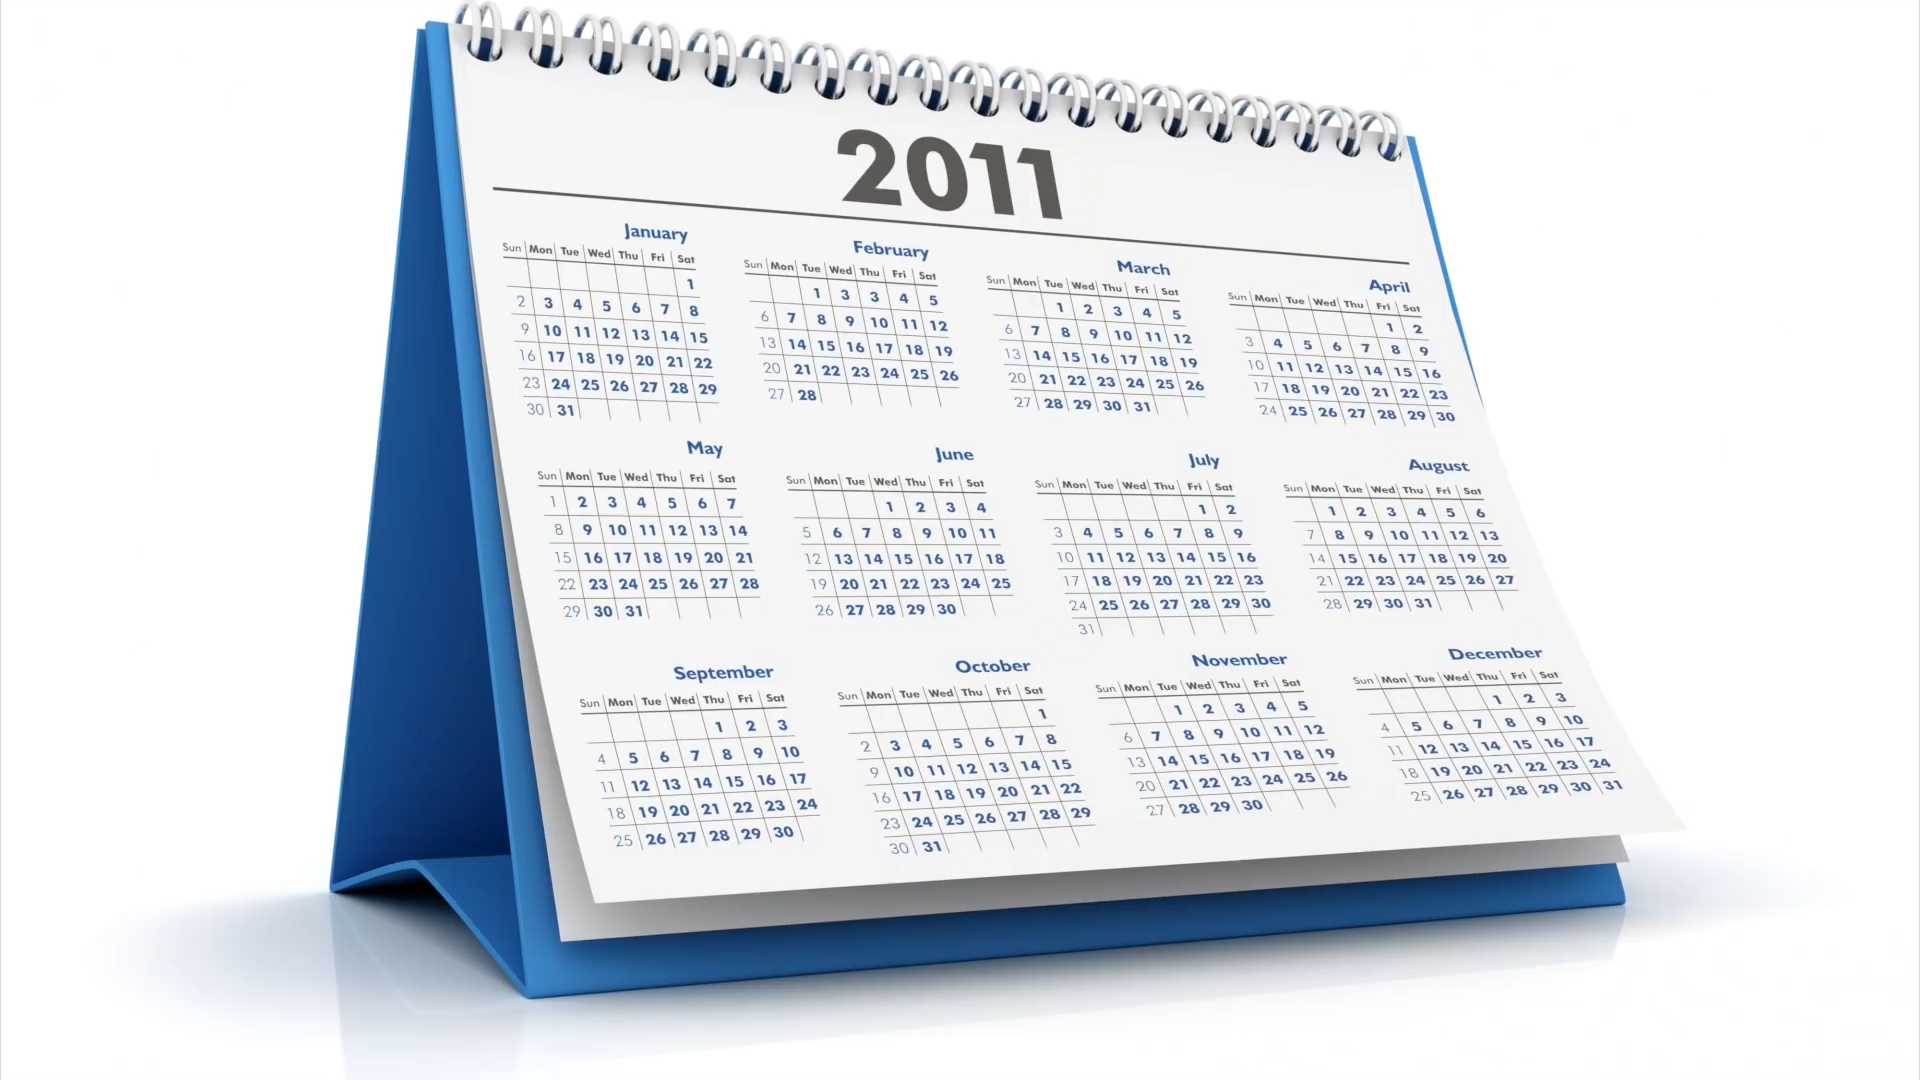 2011
January
Sun Mon Tue Wed Thu Fri Sat
1
2 3 4 5 6 7 8
9 10 11 12 13 14 15
16 17 18 19 20 21 22
23 24 25 26 27 28 29
30 31
February
Sun Mon Tue Wed Thu Fri Sat
1 3 3 4 5
6 7 8 9 10 11 12
13 14 15 16 17 18 19
20 21 22 23 24 25 26
27 28
March
Sun Mon Tue Wed Thu Fri Sat
1 2 3 4 5
6 7 8 9 10 11 12
13 14 15 16 17 18 19
20 21 22 23 24 25 26
27 28 29 30 31
April
Sun Mon Tue Wed Thu Fri Sat
1 2
3 4 5 6 7 8 9
10 11 12 13 14 15 16
17 18 19 20 21 22 23
24 25 26 27 28 29 30
May
Sun Mon Tue Wed Thu Fri Sat
1 2 3 4 5 6 7
8 9 10 11 12 13 14
15 16 17 18 19 20 21
22 23 24 25 26 27 28
29 30 31
June
Sun Mon Tue Wed Thu Fri Sat
1 2 3 4
5 6 7 8 9 10 11
12 13 14 15 16 17 18
19 20 21 22 23 24 25
26 27 28 29 30
July
Sun Mon Tue Wed Thu Fri Sat
1 2
3 4 5 6 7 8 9
10 11 12 13 14 15 16
17 18 19 20 21 22 23
24 25 26 27 28 29 30
31
August
Sun Mon Tue Wed Thu Fri Sat
1 2 3 4 5 6
7 8 9 10 11 12 13
14 15 16 17 18 19 20
21 22 23 24 25 26 27
28 29 30 31
September
Sun Mon Tue Wed Thu Fri Sat
1 2 3
4 5 6 7 8 9 10
11 12 13 14 15 16 17
18 19 20 21 22 23 24
25 26 27 28 29 30
October
Sun Mon Tue Wed Thu Fri Sat
1
2 3 4 5 6 7 8
9 10 11 12 13 14 15
16 17 18 19 20 21 22
23 24 25 26 27 28 29
30 31
November
Sun Mon Tue Wed Thu Fri Sat
1 2 3 4 5
6 7 8 9 10 11 12
13 14 15 16 17 18 19
20 21 22 23 24 25 26
27 28 29 30
December
Sun Mon Tue Wed Thu Fri Sat
1 2 3
4 5 6 7 8 9 10
11 12 13 14 15 16 17
18 19 20 21 22 23 24
25 26 27 28 29 30 31